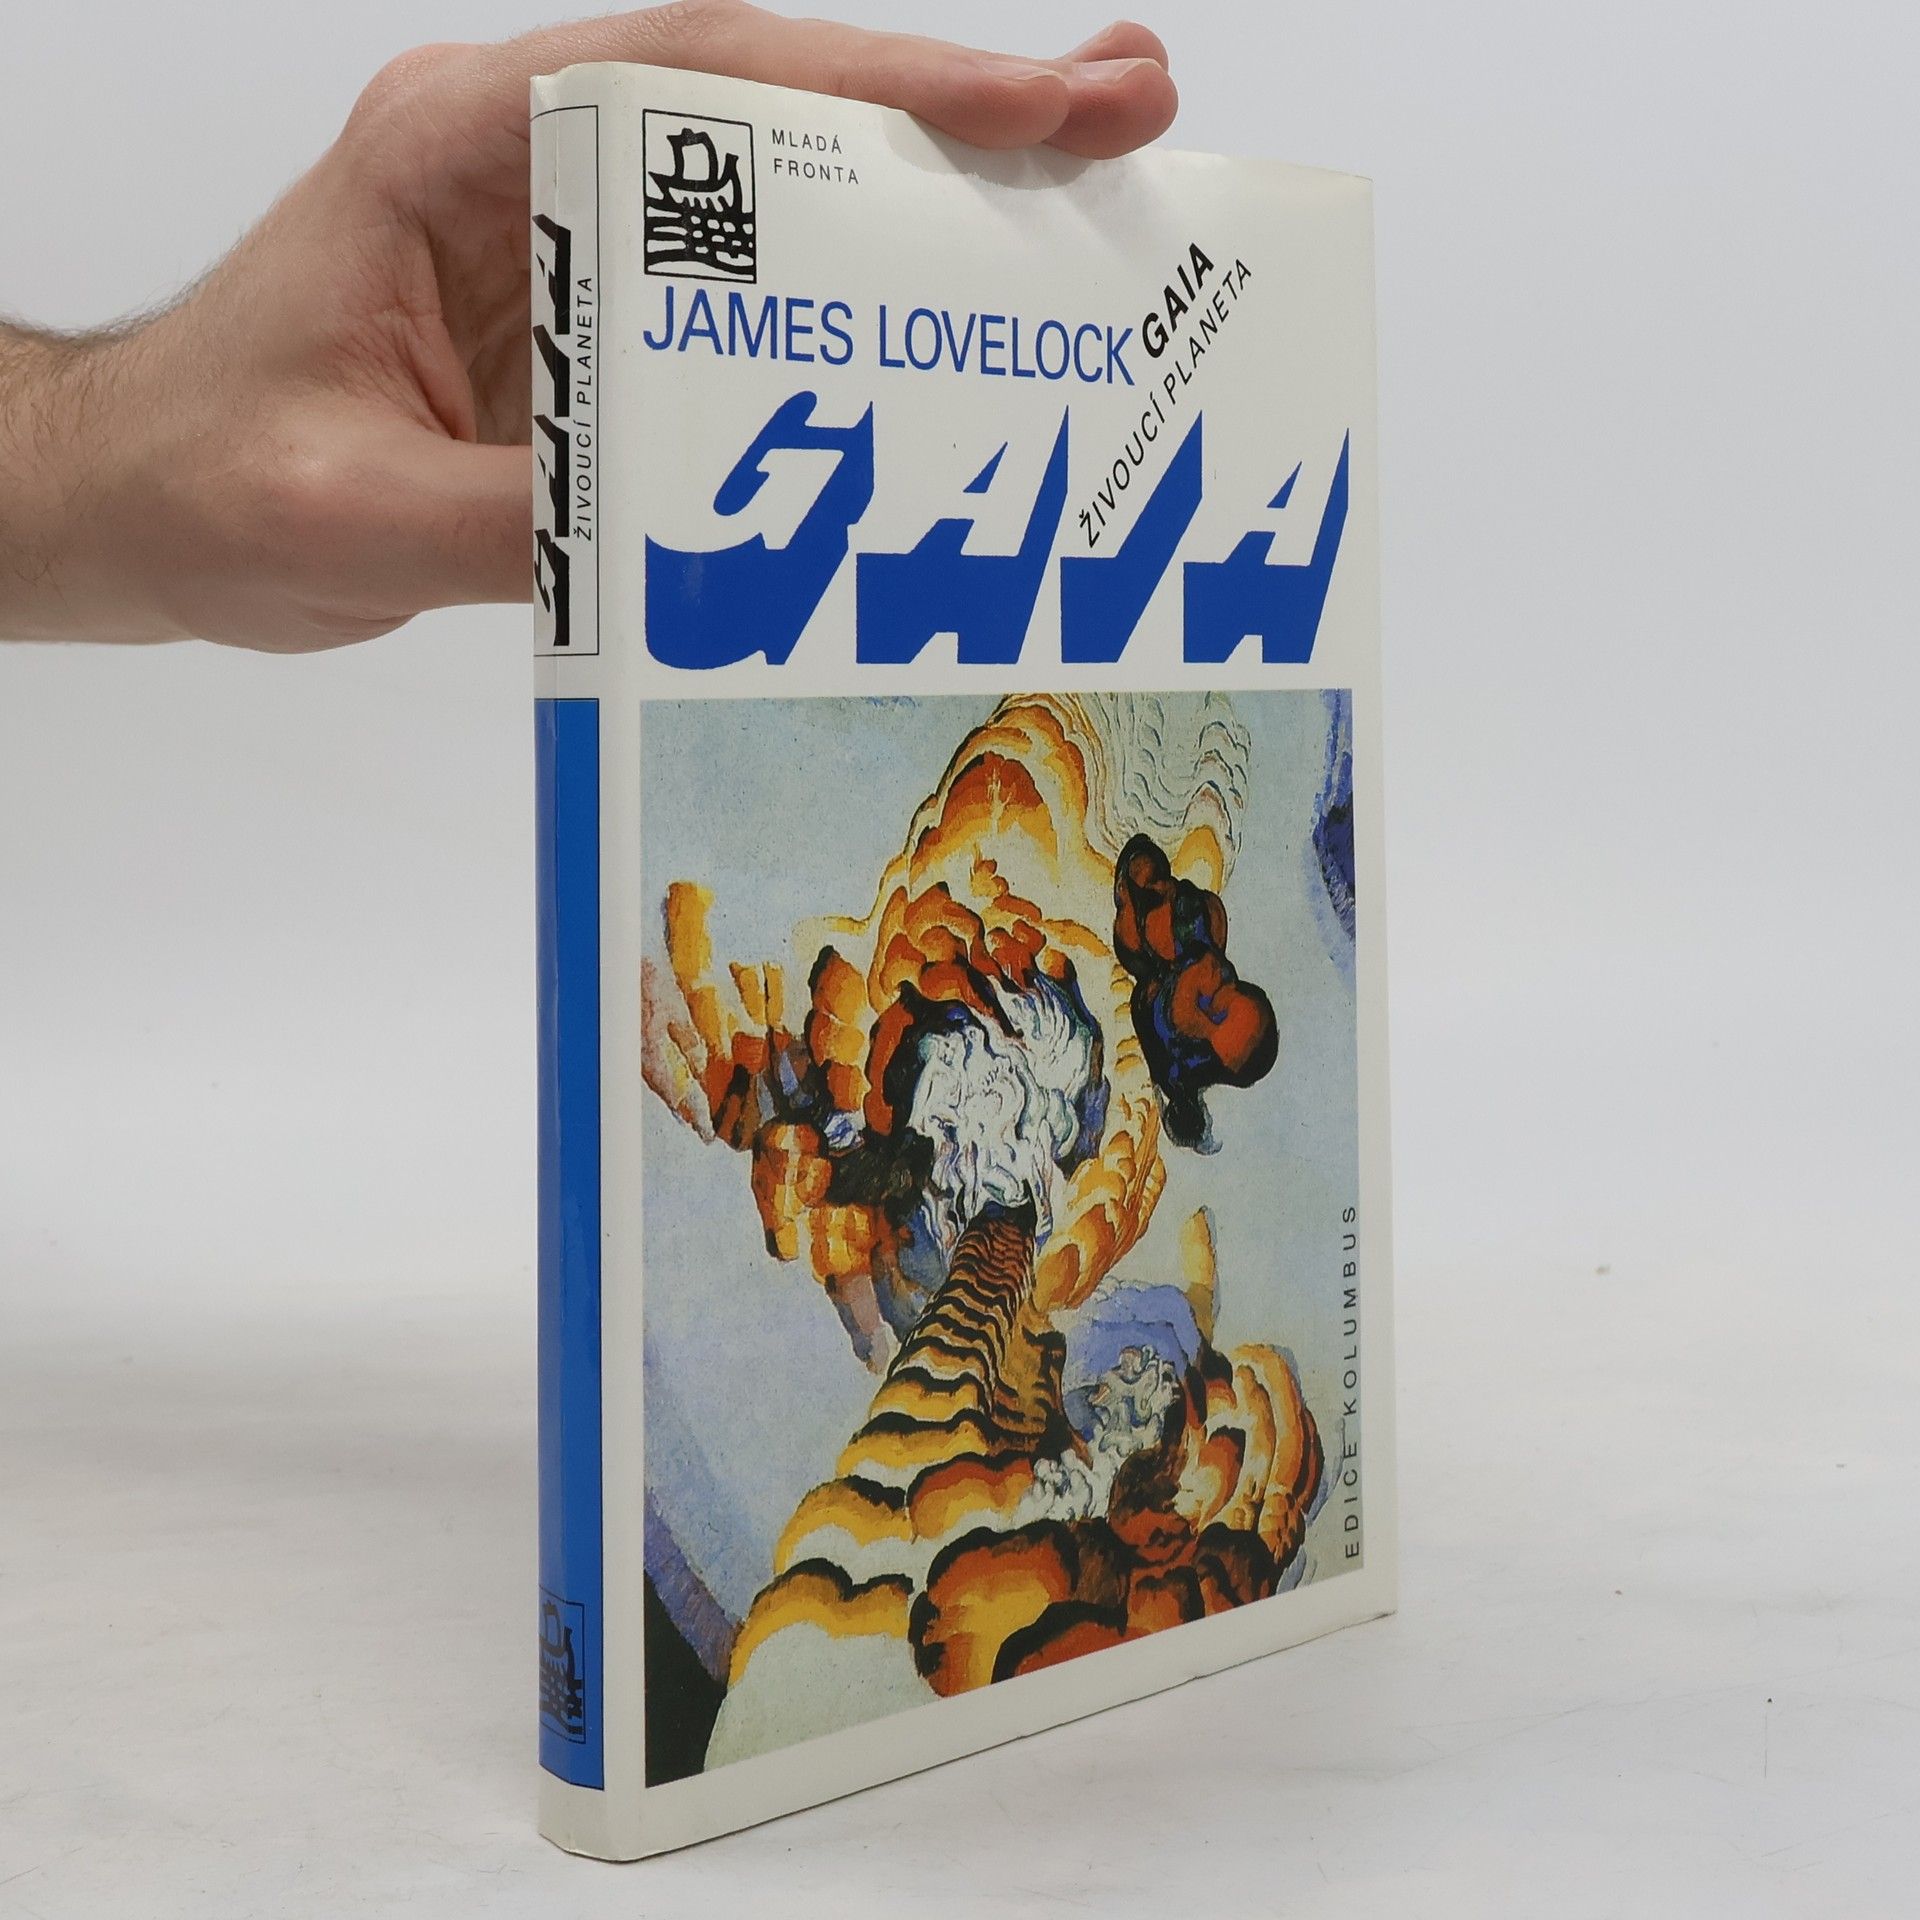 MLADÁ
FRONTA
JAMES LOVELOCK
GAIA
ŽIVOUCÍ PLANETA
GAIA
EDICE KOLUMBUS
GAIA
ŽIVOUCÍ PLANETA